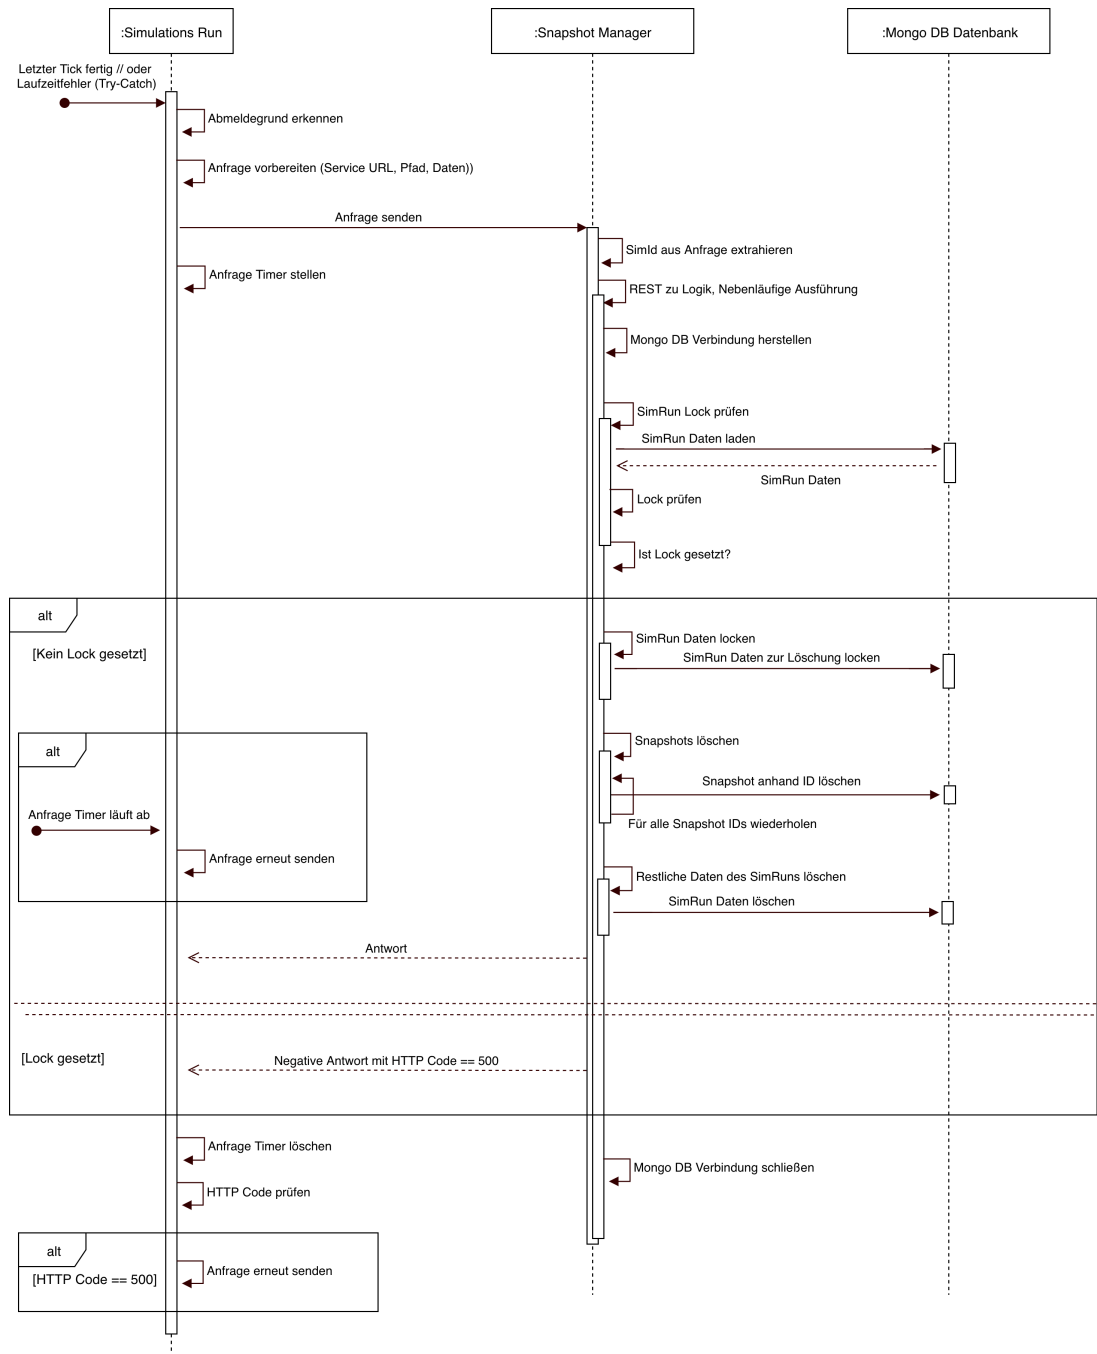 :Simulations Run
:Snapshot Manager
:Mongo DB Datenbank
Letzter Tick fertig // oder
Laufzeitfehler (Try-Catch)
Abmeldegrund erkennen
Anfrage vorbereiten (Service URL, Pfad, Daten))
Anfrage senden
SimId aus Anfrage extrahieren
Anfrage Timer stellen
REST zu Logik, Nebenläufige Ausführung
Mongo DB Verbindung herstellen
SimRun Lock prüfen
SimRun Daten laden
SimRun Daten
Lock prüfen
Ist Lock gesetzt?
alt
[Kein Lock gesetzt]
SimRun Daten locken
SimRun Daten zur Löschung locken
alt
Snapshots löschen
Snapshot anhand ID löschen
Anfrage Timer läuft ab
Für alle Snapshot IDs wiederholen
Anfrage erneut senden
Restliche Daten des SimRuns löschen
SimRun Daten löschen
Antwort
[Lock gesetzt]
Negative Antwort mit HTTP Code == 500
Anfrage Timer löschen
Mongo DB Verbindung schließen
HTTP Code prüfen
alt
[HTTP Code == 500]
Anfrage erneut senden